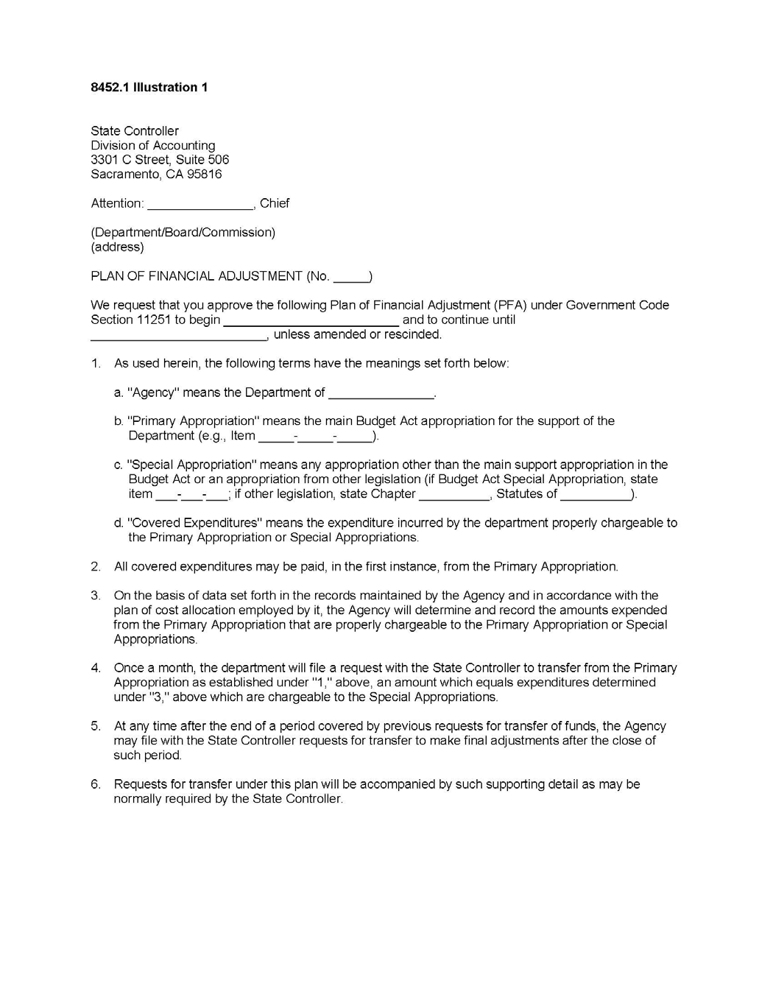 8452.1 Illustration 1
State Controller
Division of Accounting
3301 C Street, Suite 506
Sacramento, CA 95816
Attention: _______________, Chief
(Department/Board/Commission)
(address)
PLAN OF FINANCIAL ADJUSTMENT (No. _____)
We request that you approve the following Plan of Financial Adjustment (PFA) under Government Code
Section 11251 to begin _________________________ and to continue until
_________________________, unless amended or rescinded.
1. As used herein, the following terms have the meanings set forth below:
a. "Agency" means the Department of _______________.
b. "Primary Appropriation" means the main Budget Act appropriation for the support of the
Department (e.g., Item _____-_____-_____).
c. "Special Appropriation" means any appropriation other than the main support appropriation in the
Budget Act or an appropriation from other legislation (if Budget Act Special Appropriation, state
item ___-___-___; if other legislation, state Chapter __________, Statutes of __________).
d. "Covered Expenditures" means the expenditure incurred by the department properly chargeable to
the Primary Appropriation or Special Appropriations.
2. All covered expenditures may be paid, in the first instance, from the Primary Appropriation.
3. On the basis of data set forth in the records maintained by the Agency and in accordance with the
plan of cost allocation employed by it, the Agency will determine and record the amounts expended
from the Primary Appropriation that are properly chargeable to the Primary Appropriation or Special
Appropriations.
4. Once a month, the department will file a request with the State Controller to transfer from the Primary
Appropriation as established under "1," above, an amount which equals expenditures determined
under "3," above which are chargeable to the Special Appropriations.
5. At any time after the end of a period covered by previous requests for transfer of funds, the Agency
may file with the State Controller requests for transfer to make final adjustments after the close of
such period.
6. Requests for transfer under this plan will be accompanied by such supporting detail as may be
normally required by the State Controller.